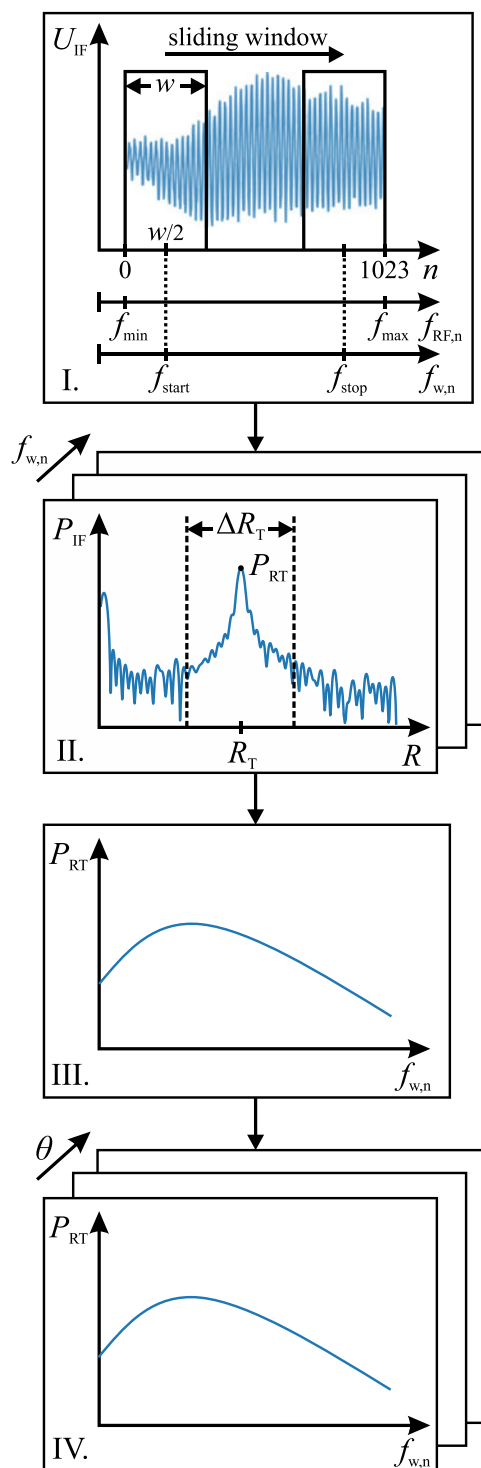 U_IF
sliding window
w
w/2
0 1023 n
f_min f_max f_RF,n
f_start f_stop f_w,n
I.
f_w,n
P_IF
ΔR_T
P_RT
R_T R
II.
P_RT
III.
f_w,n
θ
P_RT
IV.
f_w,n